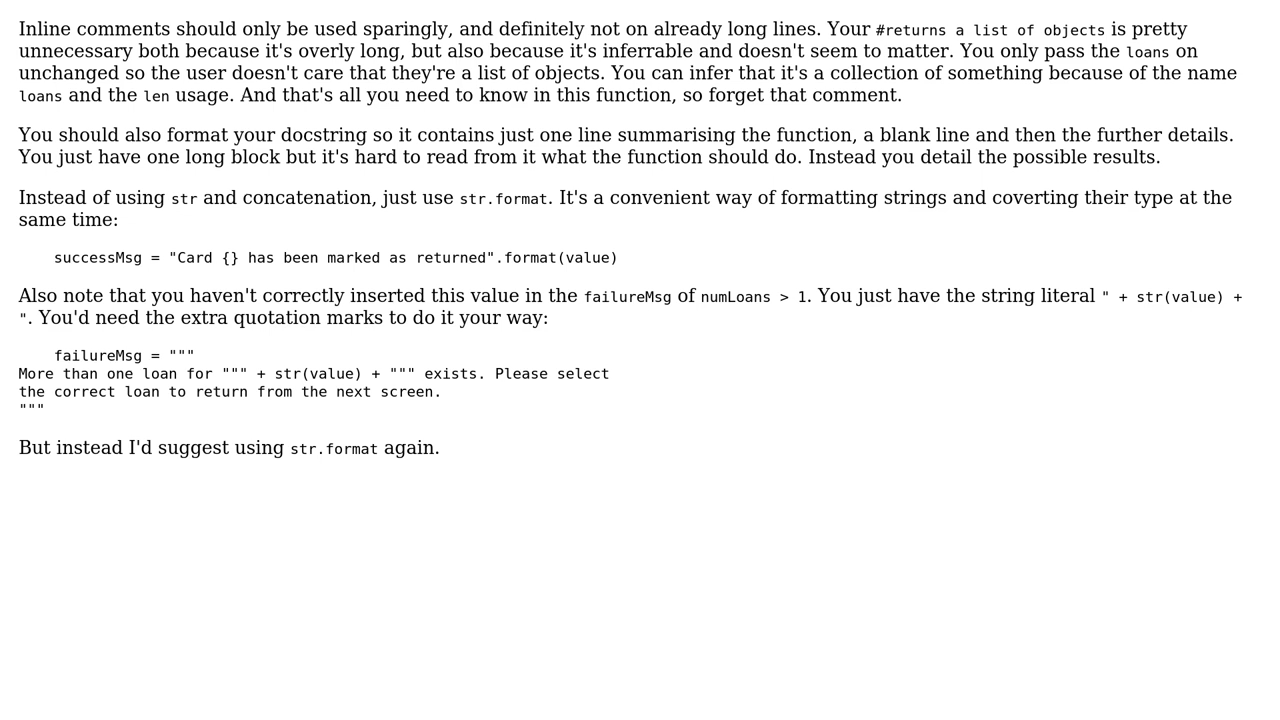 Inline comments should only be used sparingly, and definitely not on already long lines. Your #returns a list of objects is pretty
unnecessary both because it's overly long, but also because it's inferrable and doesn't seem to matter. You only pass the loans on
unchanged so the user doesn't care that they're a list of objects. You can infer that it's a collection of something because of the name
loans and the len usage. And that's all you need to know in this function, so forget that comment.
You should also format your docstring so it contains just one line summarising the function, a blank line and then the further details.
You just have one long block but it's hard to read from it what the function should do. Instead you detail the possible results.
Instead of using str and concatenation, just use str.format. It's a convenient way of formatting strings and coverting their type at the
same time:
    successMsg = "Card {} has been marked as returned".format(value)
Also note that you haven't correctly inserted this value in the failureMsg of numLoans > 1. You just have the string literal " + str(value) +
". You'd need the extra quotation marks to do it your way:
    failureMsg = """
More than one loan for """ + str(value) + """ exists. Please select
the correct loan to return from the next screen.
"""
But instead I'd suggest using str.format again.